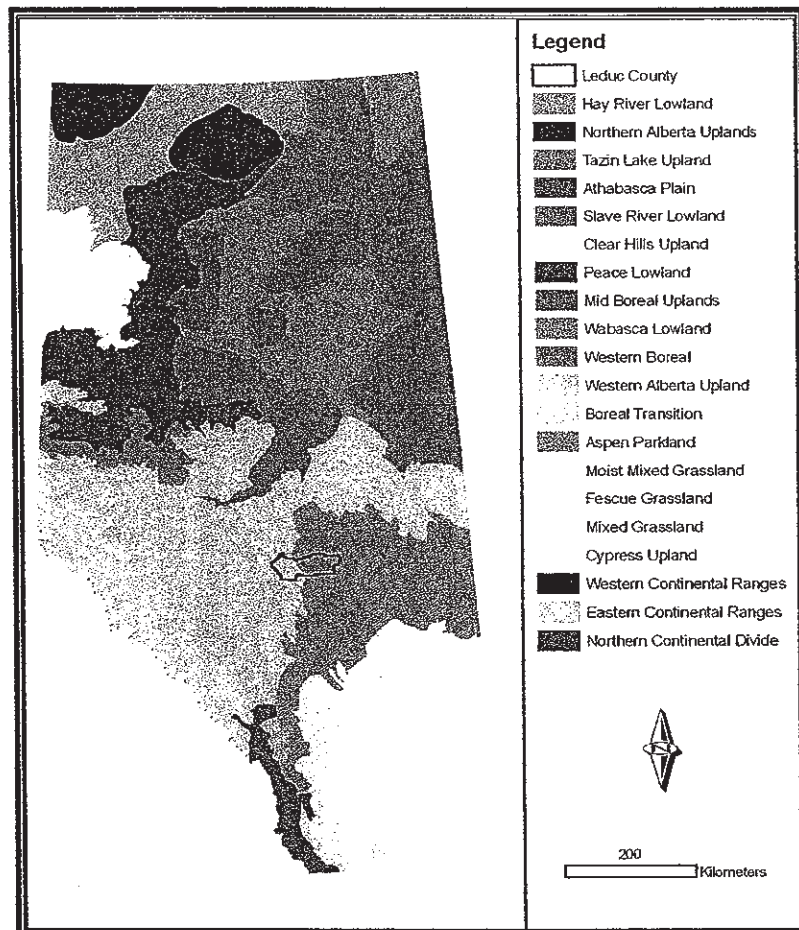 Legend
Leduc County
Hay River Lowland
Northern Alberta Uplands
Tazin Lake Upland
Athabasca Plain
Slave River Lowland
Clear Hills Upland
Peace Lowland
Mid Boreal Uplands
Wabasca Lowland
Western Boreal
Western Alberta Upland
Boreal Transition
Aspen Parkland
Moist Mixed Grassland
Fescue Grassland
Mixed Grassland
Cypress Upland
Western Continental Ranges
Eastern Continental Ranges
Northern Continental Divide
N
200
Kilometers